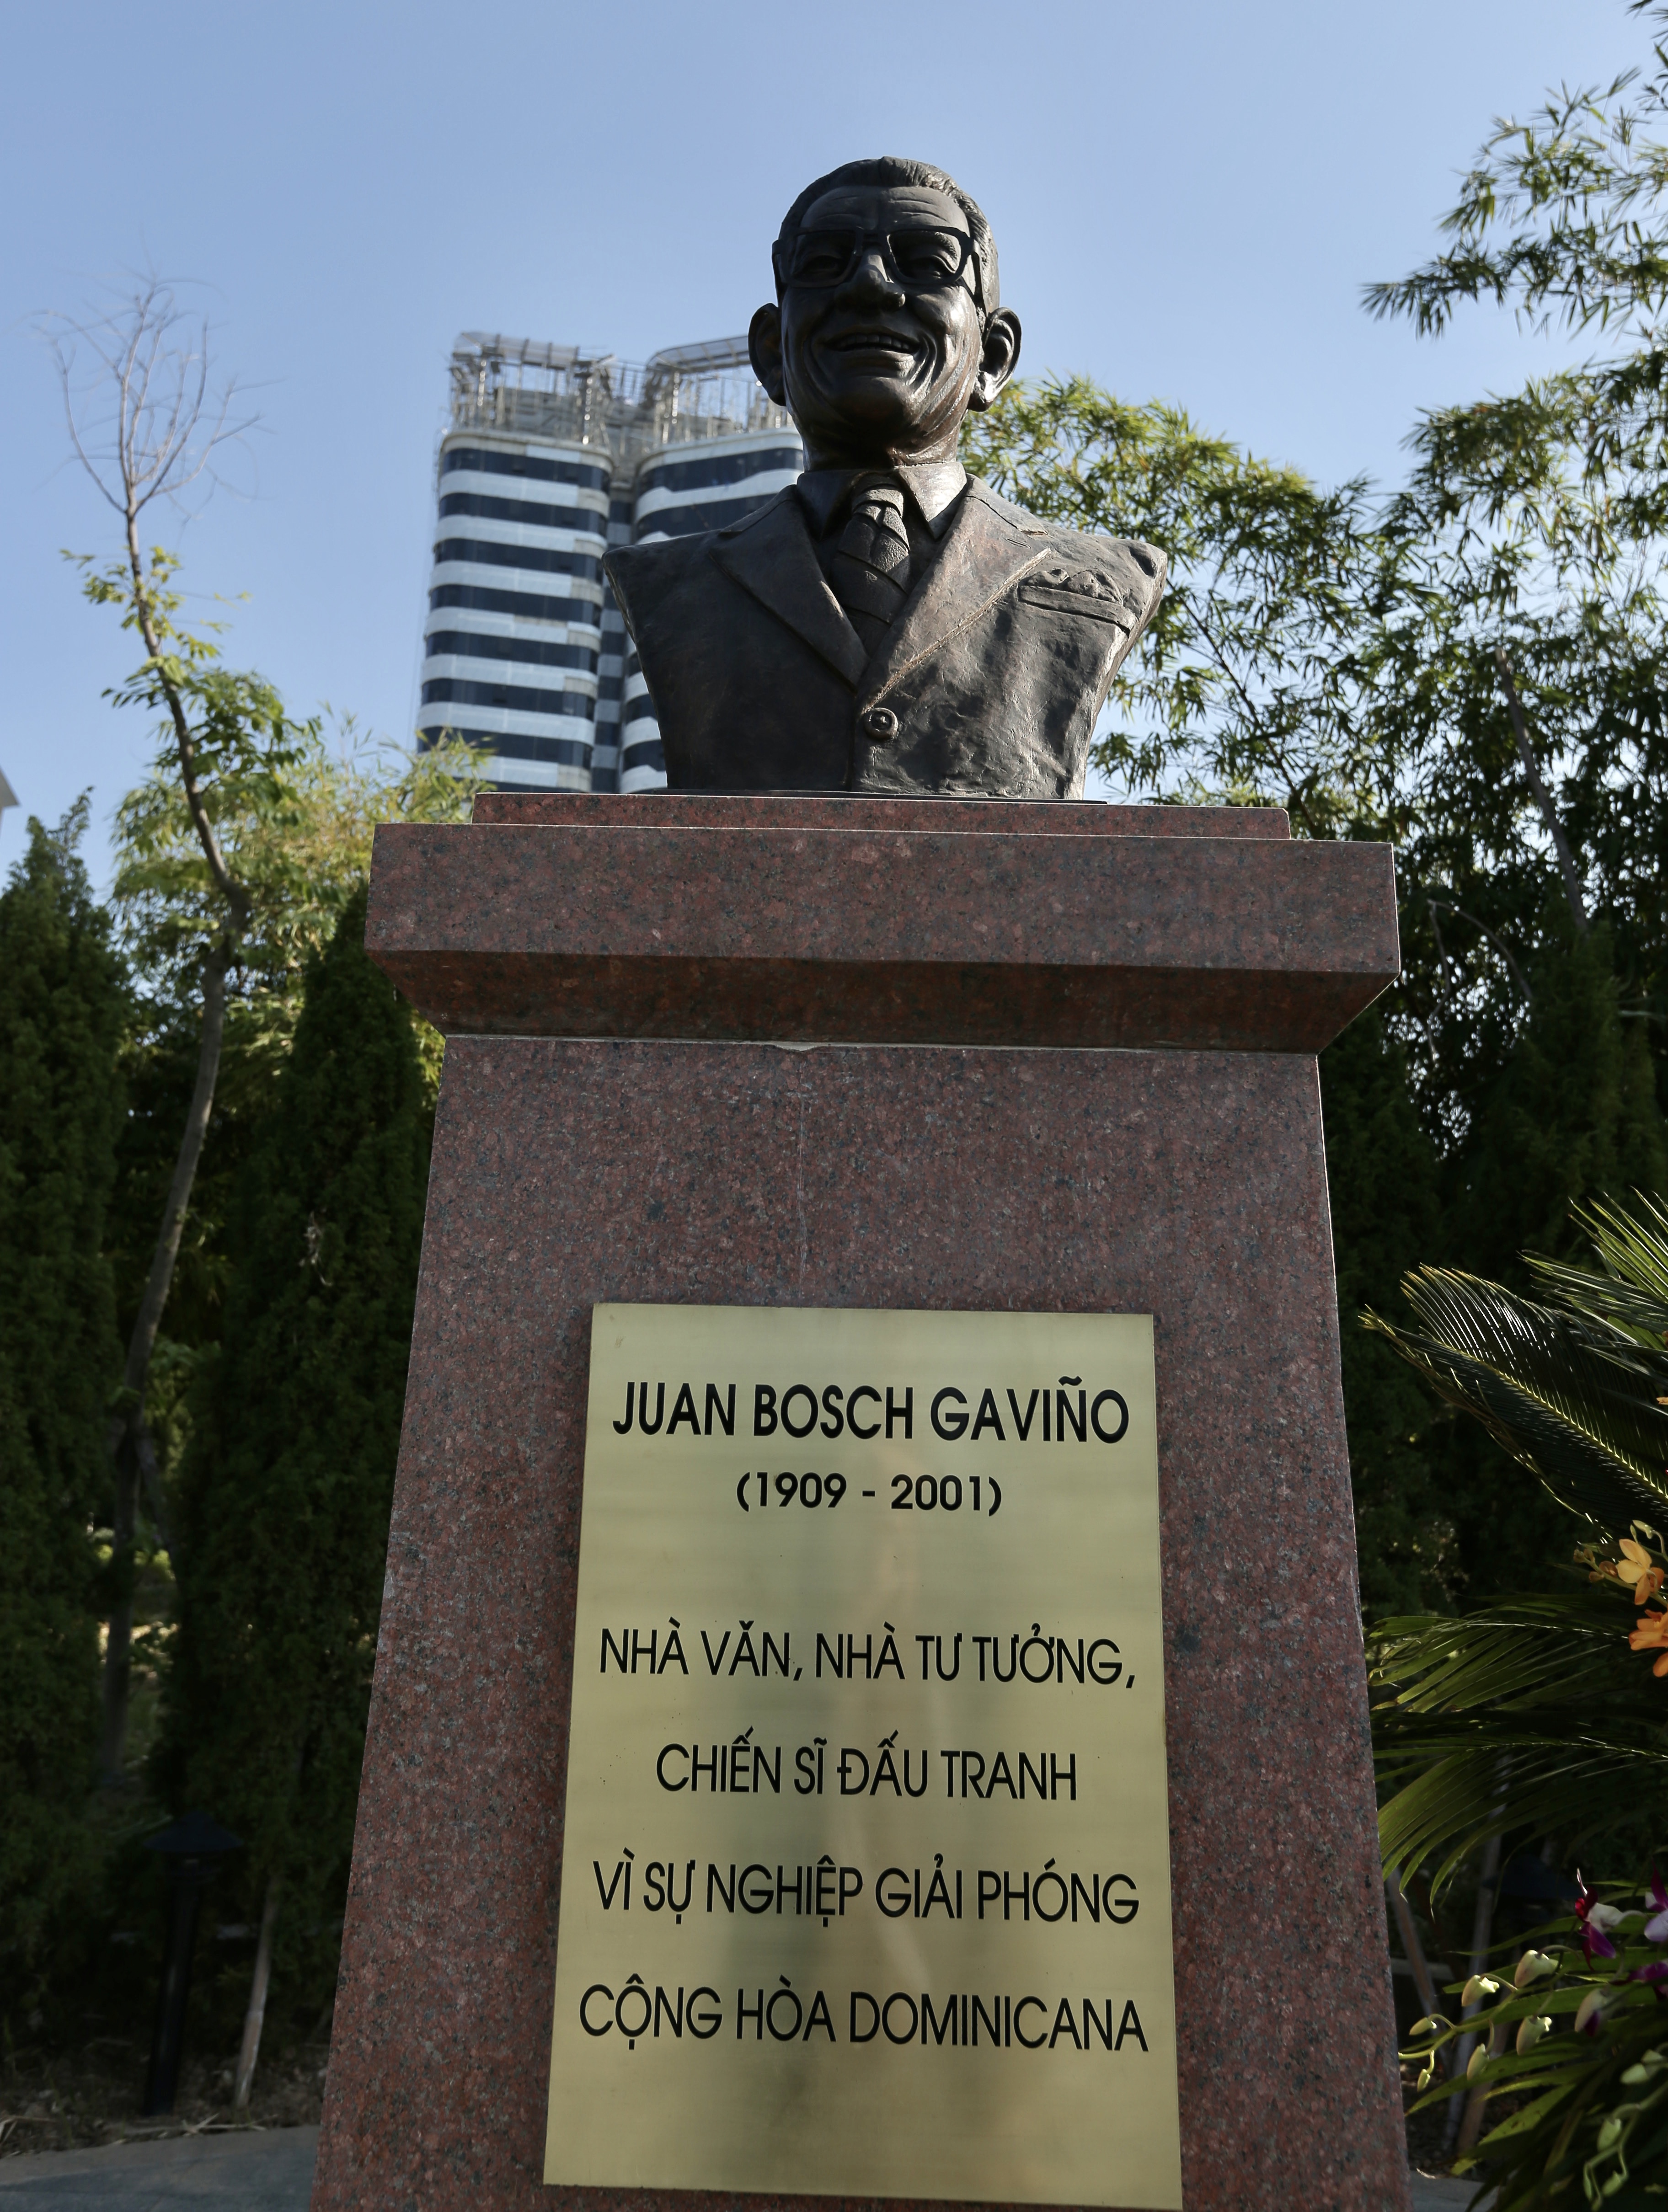 JUAN BOSCH GAVIÑO
(1909 - 2001)
NHÀ VĂN, NHÀ TƯ TƯỞNG,
CHIẾN SĨ ĐẤU TRANH
VÌ SỰ NGHIỆP GIẢI PHÓNG
CỘNG HÒA DOMINICANA